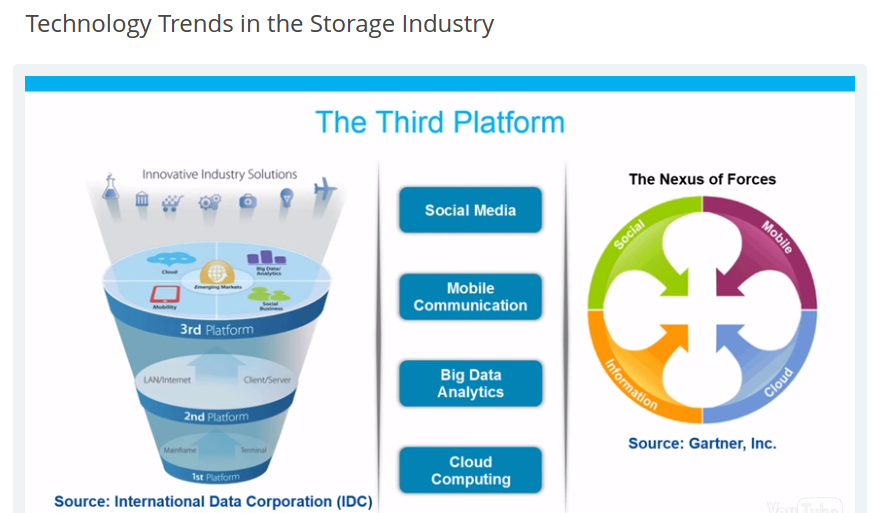 Technology Trends in the Storage Industry
The Third Platform
Innovative Industry Solutions
Cloud
Big Data/
Analytics
Emerging Markets
Mobility
Social
Business
3rd Platform
LAN/Internet
Client/Server
2nd Platform
Mainframe
Terminal
1st Platform
Source: International Data Corporation (IDC)
Social Media
Mobile
Communication
Big Data
Analytics
Cloud
Computing
The Nexus of Forces
Social
Mobile
Information
Cloud
Source: Gartner, Inc.
YouTube